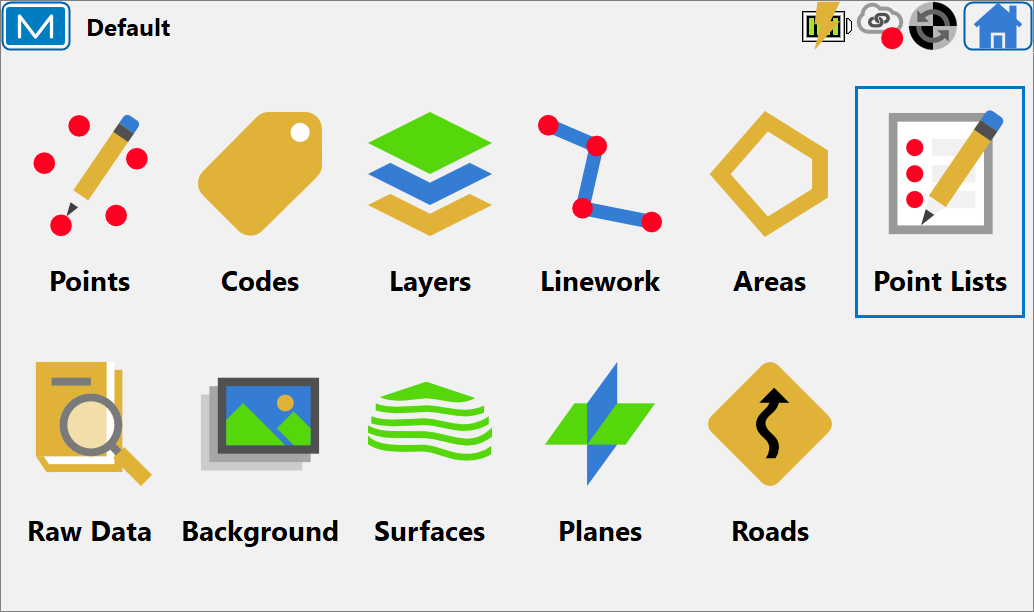 Default
Points
Codes
Layers
Linework
Areas
Point Lists
Raw Data
Background
Surfaces
Planes
Roads